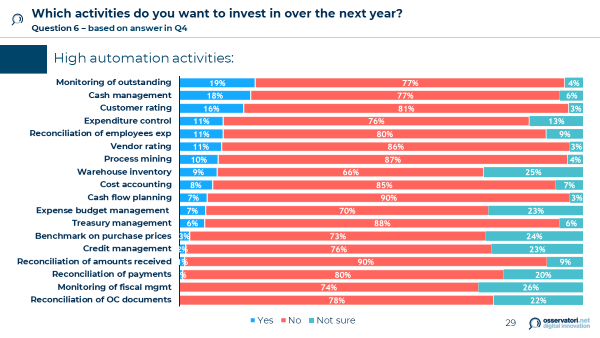 Which activities do you want to invest in over the next year?
Question 6 – based on answer in Q4
High automation activities:
Monitoring of outstanding 19% 77% 4%
Cash management 18% 77% 6%
Customer rating 16% 81% 3%
Expenditure control 11% 76% 13%
Reconciliation of employees exp 11% 80% 9%
Vendor rating 11% 86% 3%
Process mining 10% 87% 4%
Warehouse inventory 9% 66% 25%
Cost accounting 8% 85% 7%
Cash flow planning 7% 90% 3%
Expense budget management 7% 70% 23%
Treasury management 6% 88% 6%
Benchmark on purchase prices 3% 73% 24%
Credit management 76% 23%
Reconciliation of amounts received 90% 9%
Reconciliation of payments 80% 20%
Monitoring of fiscal mgmt 74% 26%
Reconciliation of OC documents 78% 22%
Yes No Not sure
29
osservatori.net
digital innovation